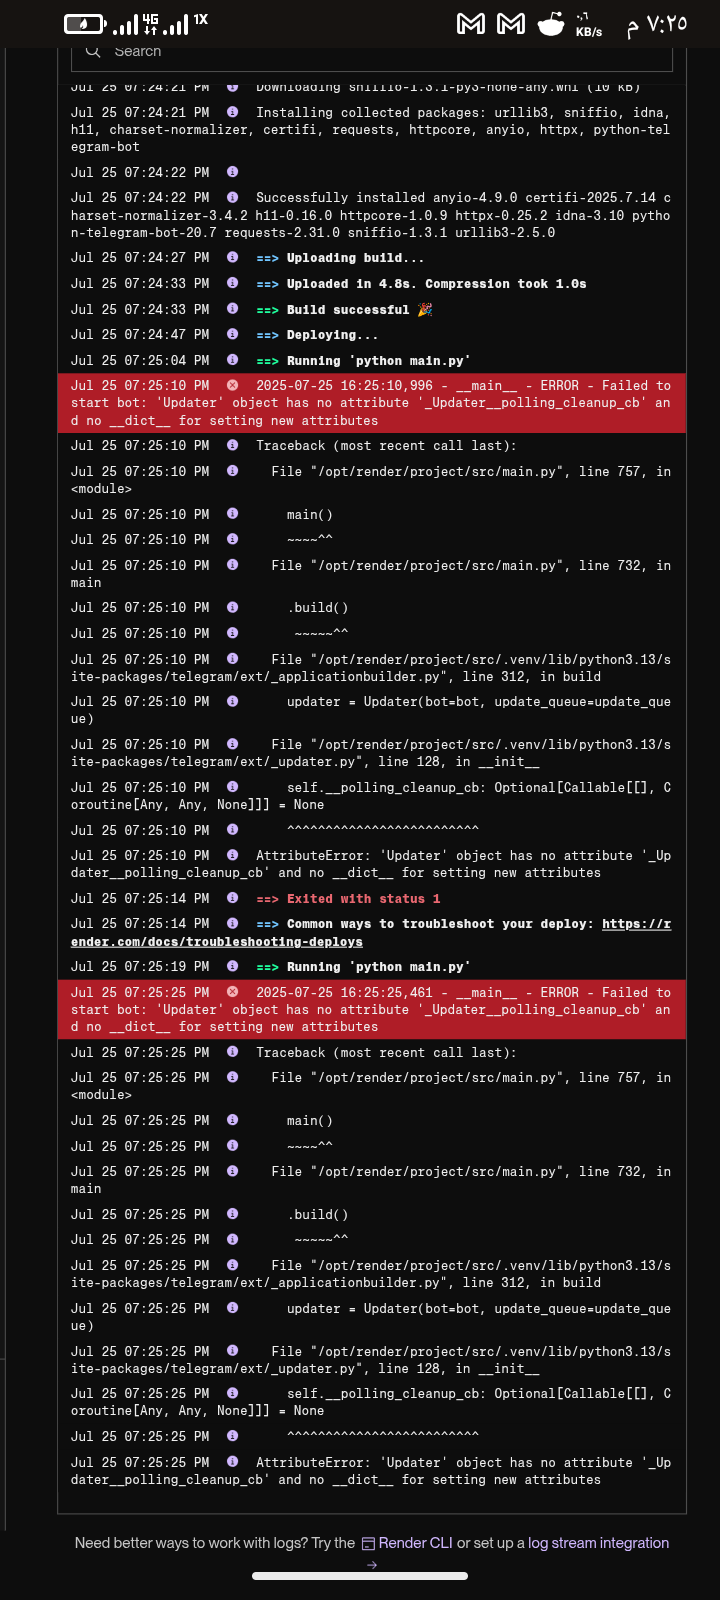 4G 1X KB/s ٧:٢٥ م
Search
Jul 25 07:24:21 PM Downloading sniffio-1.3.1-py3-none-any.whl (10 kB)
Jul 25 07:24:21 PM Installing collected packages: urllib3, sniffio, idna,
h11, charset-normalizer, certifi, requests, httpcore, anyio, httpx, python-tel
egram-bot
Jul 25 07:24:22 PM
Jul 25 07:24:22 PM Successfully installed anyio-4.9.0 certifi-2025.7.14 c
harset-normalizer-3.4.2 h11-0.16.0 httpcore-1.0.9 httpx-0.25.2 idna-3.10 pytho
n-telegram-bot-20.7 requests-2.31.0 sniffio-1.3.1 urllib3-2.5.0
Jul 25 07:24:27 PM ==> Uploading build...
Jul 25 07:24:33 PM ==> Uploaded in 4.8s. Compression took 1.0s
Jul 25 07:24:33 PM ==> Build successful 🎉
Jul 25 07:24:47 PM ==> Deploying...
Jul 25 07:25:04 PM ==> Running 'python main.py'
Jul 25 07:25:10 PM 2025-07-25 16:25:10,996 - __main__ - ERROR - Failed to
start bot: 'Updater' object has no attribute '_Updater__polling_cleanup_cb' an
d no __dict__ for setting new attributes
Jul 25 07:25:10 PM Traceback (most recent call last):
Jul 25 07:25:10 PM File "/opt/render/project/src/main.py", line 757, in
<module>
Jul 25 07:25:10 PM main()
Jul 25 07:25:10 PM ~~~~^^
Jul 25 07:25:10 PM File "/opt/render/project/src/main.py", line 732, in
main
Jul 25 07:25:10 PM .build()
Jul 25 07:25:10 PM ~~~~~^^
Jul 25 07:25:10 PM File "/opt/render/project/src/.venv/lib/python3.13/s
ite-packages/telegram/ext/_applicationbuilder.py", line 312, in build
Jul 25 07:25:10 PM updater = Updater(bot=bot, update_queue=update_que
ue)
Jul 25 07:25:10 PM File "/opt/render/project/src/.venv/lib/python3.13/s
ite-packages/telegram/ext/_updater.py", line 128, in __init__
Jul 25 07:25:10 PM self.__polling_cleanup_cb: Optional[Callable[[], C
oroutine[Any, Any, None]]] = None
Jul 25 07:25:10 PM ^^^^^^^^^^^^^^^^^^^^^^^^^
Jul 25 07:25:10 PM AttributeError: 'Updater' object has no attribute '_Up
dater__polling_cleanup_cb' and no __dict__ for setting new attributes
Jul 25 07:25:14 PM ==> Exited with status 1
Jul 25 07:25:14 PM ==> Common ways to troubleshoot your deploy: https://r
ender.com/docs/troubleshooting-deploys
Jul 25 07:25:19 PM ==> Running 'python main.py'
Jul 25 07:25:25 PM 2025-07-25 16:25:25,461 - __main__ - ERROR - Failed to
start bot: 'Updater' object has no attribute '_Updater__polling_cleanup_cb' an
d no __dict__ for setting new attributes
Jul 25 07:25:25 PM Traceback (most recent call last):
Jul 25 07:25:25 PM File "/opt/render/project/src/main.py", line 757, in
<module>
Jul 25 07:25:25 PM main()
Jul 25 07:25:25 PM ~~~~^^
Jul 25 07:25:25 PM File "/opt/render/project/src/main.py", line 732, in
main
Jul 25 07:25:25 PM .build()
Jul 25 07:25:25 PM ~~~~~^^
Jul 25 07:25:25 PM File "/opt/render/project/src/.venv/lib/python3.13/s
ite-packages/telegram/ext/_applicationbuilder.py", line 312, in build
Jul 25 07:25:25 PM updater = Updater(bot=bot, update_queue=update_que
ue)
Jul 25 07:25:25 PM File "/opt/render/project/src/.venv/lib/python3.13/s
ite-packages/telegram/ext/_updater.py", line 128, in __init__
Jul 25 07:25:25 PM self.__polling_cleanup_cb: Optional[Callable[[], C
oroutine[Any, Any, None]]] = None
Jul 25 07:25:25 PM ^^^^^^^^^^^^^^^^^^^^^^^^^
Jul 25 07:25:25 PM AttributeError: 'Updater' object has no attribute '_Up
dater__polling_cleanup_cb' and no __dict__ for setting new attributes
Need better ways to work with logs? Try the Render CLI or set up a log stream integration
→